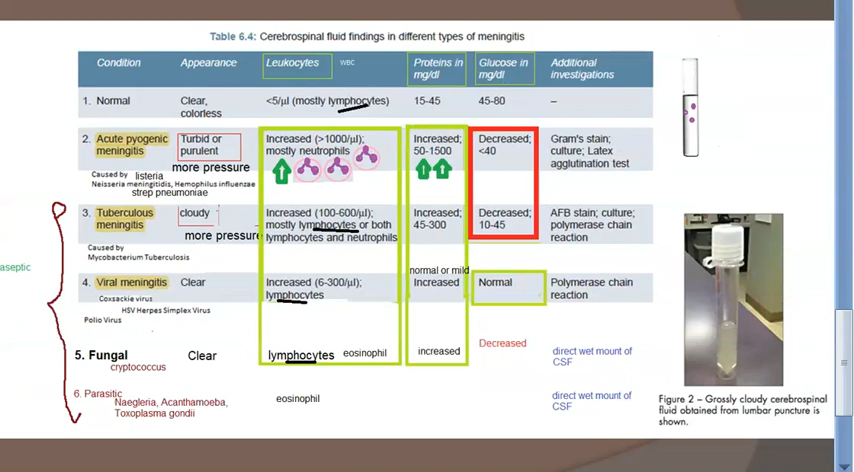 Table 6.4: Cerebrospinal fluid findings in different types of meningitis
Condition Appearance Leukocytes WBC Proteins in mg/dl Glucose in mg/dl Additional investigations
1. Normal Clear, colorless <5/µl (mostly lymphocytes) 15-45 45-80 –
2. Acute pyogenic meningitis Turbid or purulent Increased (>1000/µl); mostly neutrophils Increased; 50-1500 Decreased; <40 Gram's stain; culture; Latex agglutination test
more pressure
Caused by listeria
Neisseria meningitidis, Hemophilus influenzae
strep pneumoniae
3. Tuberculous meningitis cloudy Increased (100-600/µl); mostly lymphocytes or both lymphocytes and neutrophils Increased; 45-300 Decreased; 10-45 AFB stain; culture; polymerase chain reaction
more pressure
Caused by
Mycobacterium Tuberculosis
aseptic
4. Viral meningitis Clear Increased (6-300/µl); lymphocytes normal or mild Increased Normal Polymerase chain reaction
Coxsackie virus
HSV Herpes Simplex Virus
Polio Virus
5. Fungal Clear lymphocytes eosinophil increased Decreased direct wet mount of CSF
cryptococcus
6. Parasitic eosinophil direct wet mount of CSF
Naegleria, Acanthamoeba,
Toxoplasma gondii
Figure 2 – Grossly cloudy cerebrospinal
fluid obtained from lumbar puncture is
shown.